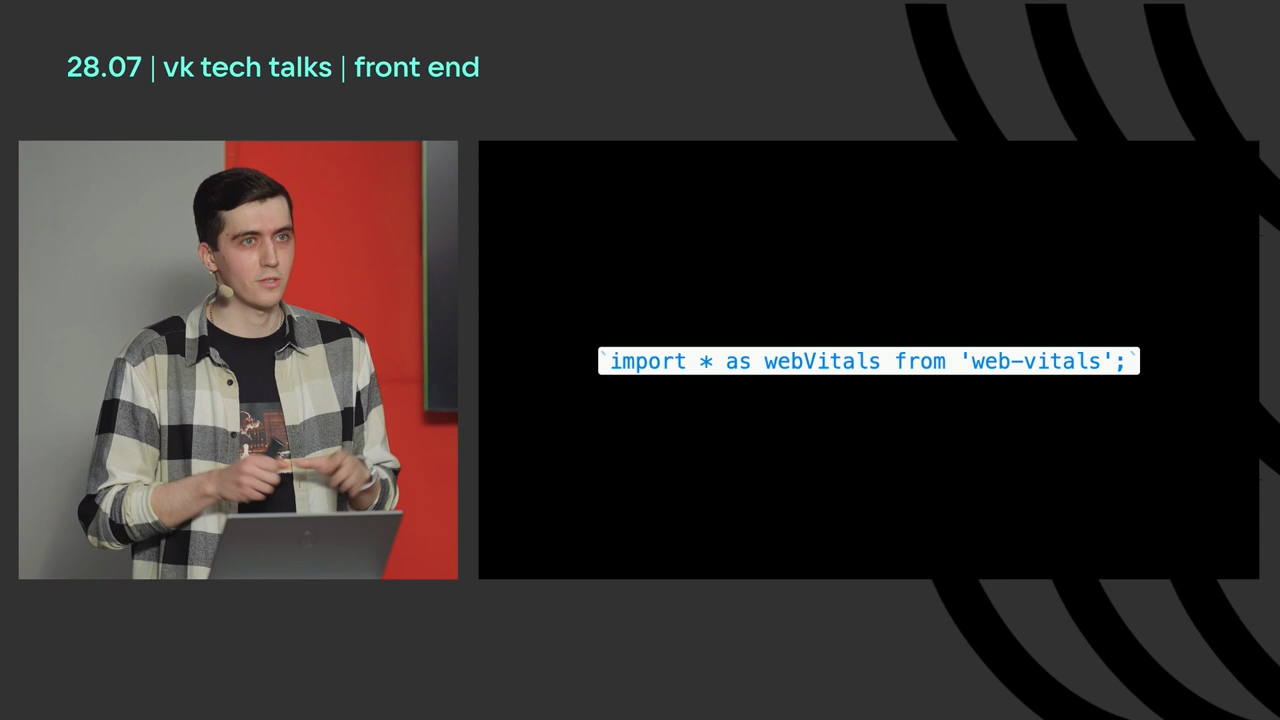 28.07 | vk tech talks | front end
`import * as webVitals from 'web-vitals';`